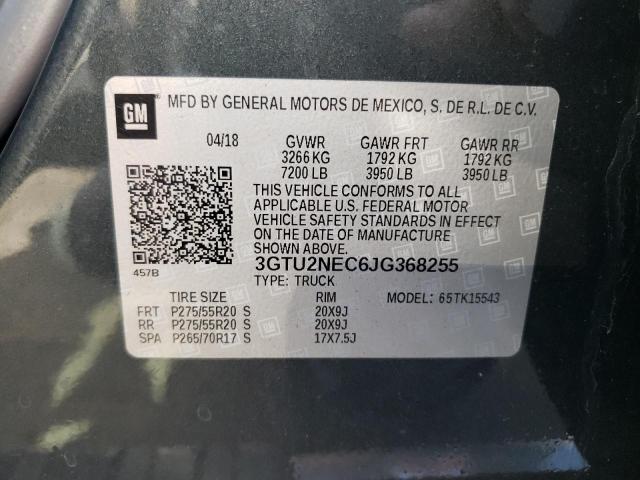 GM MFD BY GENERAL MOTORS DE MEXICO, S. DE R.L. DE C.V.
04/18 GVWR GAWR FRT GAWR RR
3266 KG 1792 KG 1792 KG
7200 LB 3950 LB 3950 LB
THIS VEHICLE CONFORMS TO ALL
APPLICABLE U.S. FEDERAL MOTOR
VEHICLE SAFETY STANDARDS IN EFFECT
ON THE DATE OF MANUFACTURE
SHOWN ABOVE.
457B
3GTU2NEC6JG368255
TYPE: TRUCK
TIRE SIZE RIM MODEL: 65TK15543
FRT P275/55R20 S 20X9J
RR P275/55R20 S 20X9J
SPA P265/70R17 S 17X7.5J